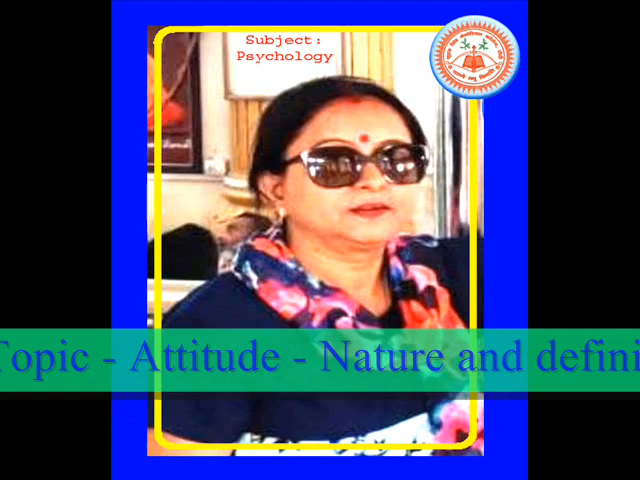 Subject:
Psychology
Topic - Attitude - Nature and defini